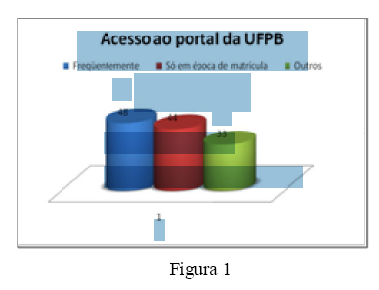 Acesso ao portal da UFPB
Freqüentemente Só em época de matrícula Outros
48
44
33
1
Figura 1